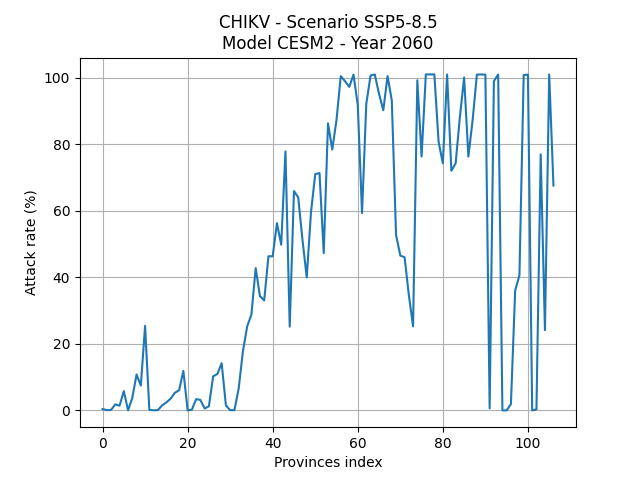 CHIKV - Scenario SSP5-8.5
Model CESM2 - Year 2060
Attack rate (%)
100
80
60
40
20
0
0 20 40 60 80 100
Provinces index